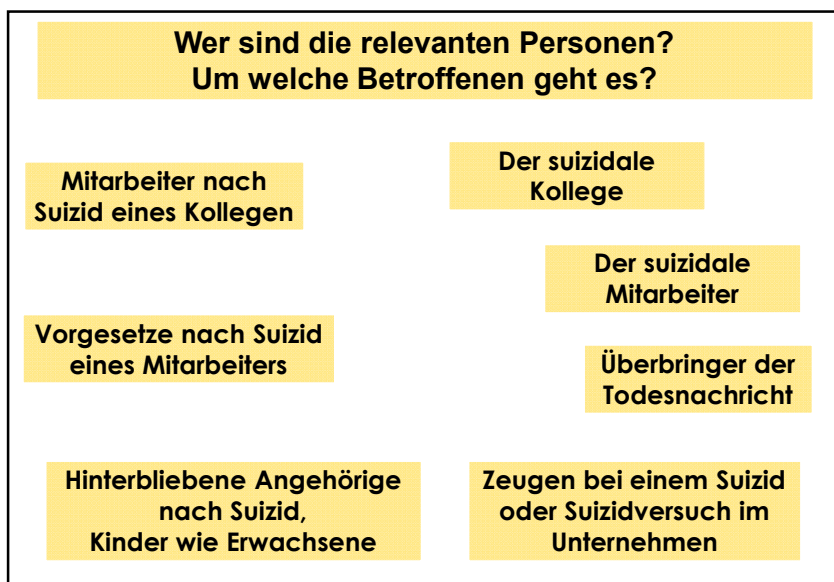 Wer sind die relevanten Personen?
Um welche Betroffenen geht es?
Mitarbeiter nach
Suizid eines Kollegen
Der suizidale
Kollege
Der suizidale
Mitarbeiter
Vorgesetze nach Suizid
eines Mitarbeiters
Überbringer der
Todesnachricht
Hinterbliebene Angehörige
nach Suizid,
Kinder wie Erwachsene
Zeugen bei einem Suizid
oder Suizidversuch im
Unternehmen